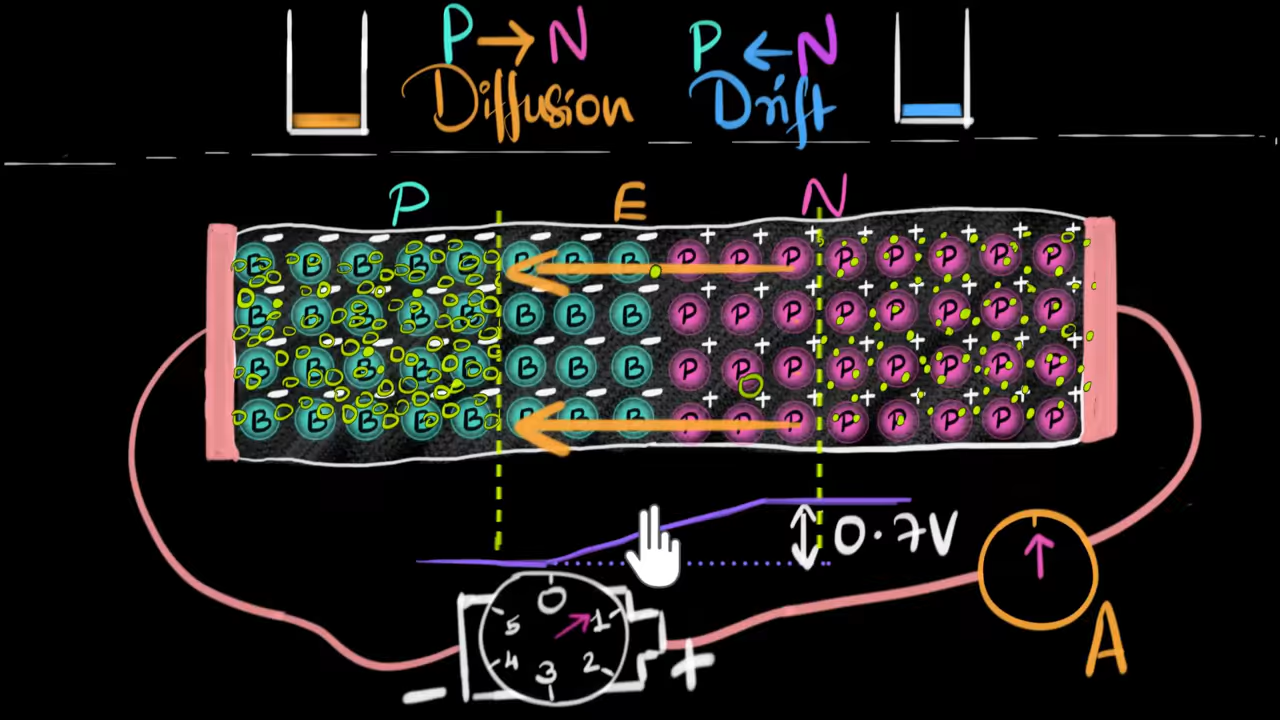 P → N P ← N
Diffusion Drift
P E N
- - - - - - - - + + + + + + + +
B B B B B B B B P P P P P P P P
- - - - - - - - + + + + + + + +
B B B B B B B B P P P P P P P P
- - - - - - - - + + + + + + + +
B B B B B B B B P P P P P P P P
- - - - - - - - + + + + + + + +
B B B B B B B B P P P P P P P P
0.7V
0
5 1
4 2
3
- +
A